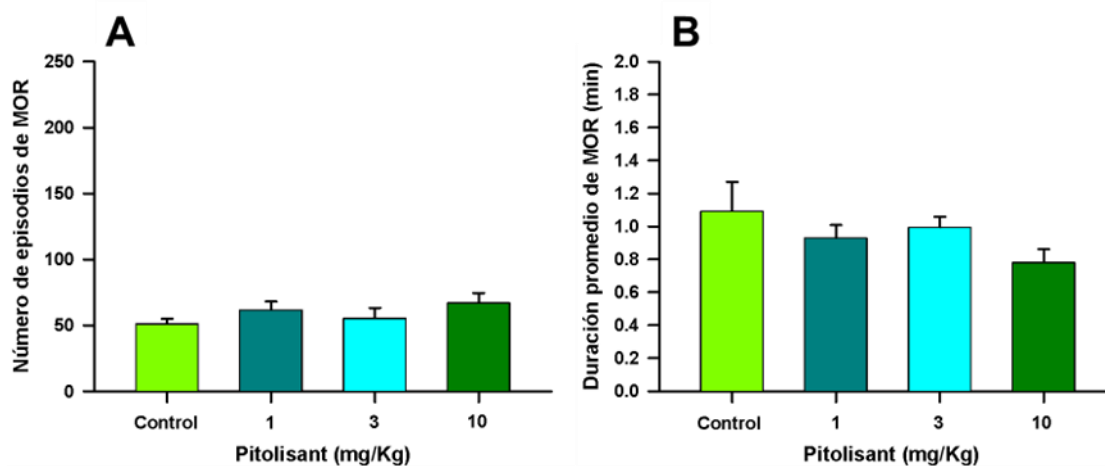 A
Número de episodios de MOR
250
200
150
100
50
0
Control 1 3 10
Pitolisant (mg/Kg)
B
Duración promedio de MOR (min)
2.0
1.8
1.6
1.4
1.2
1.0
0.8
0.6
0.4
0.2
0.0
Control 1 3 10
Pitolisant (mg/Kg)